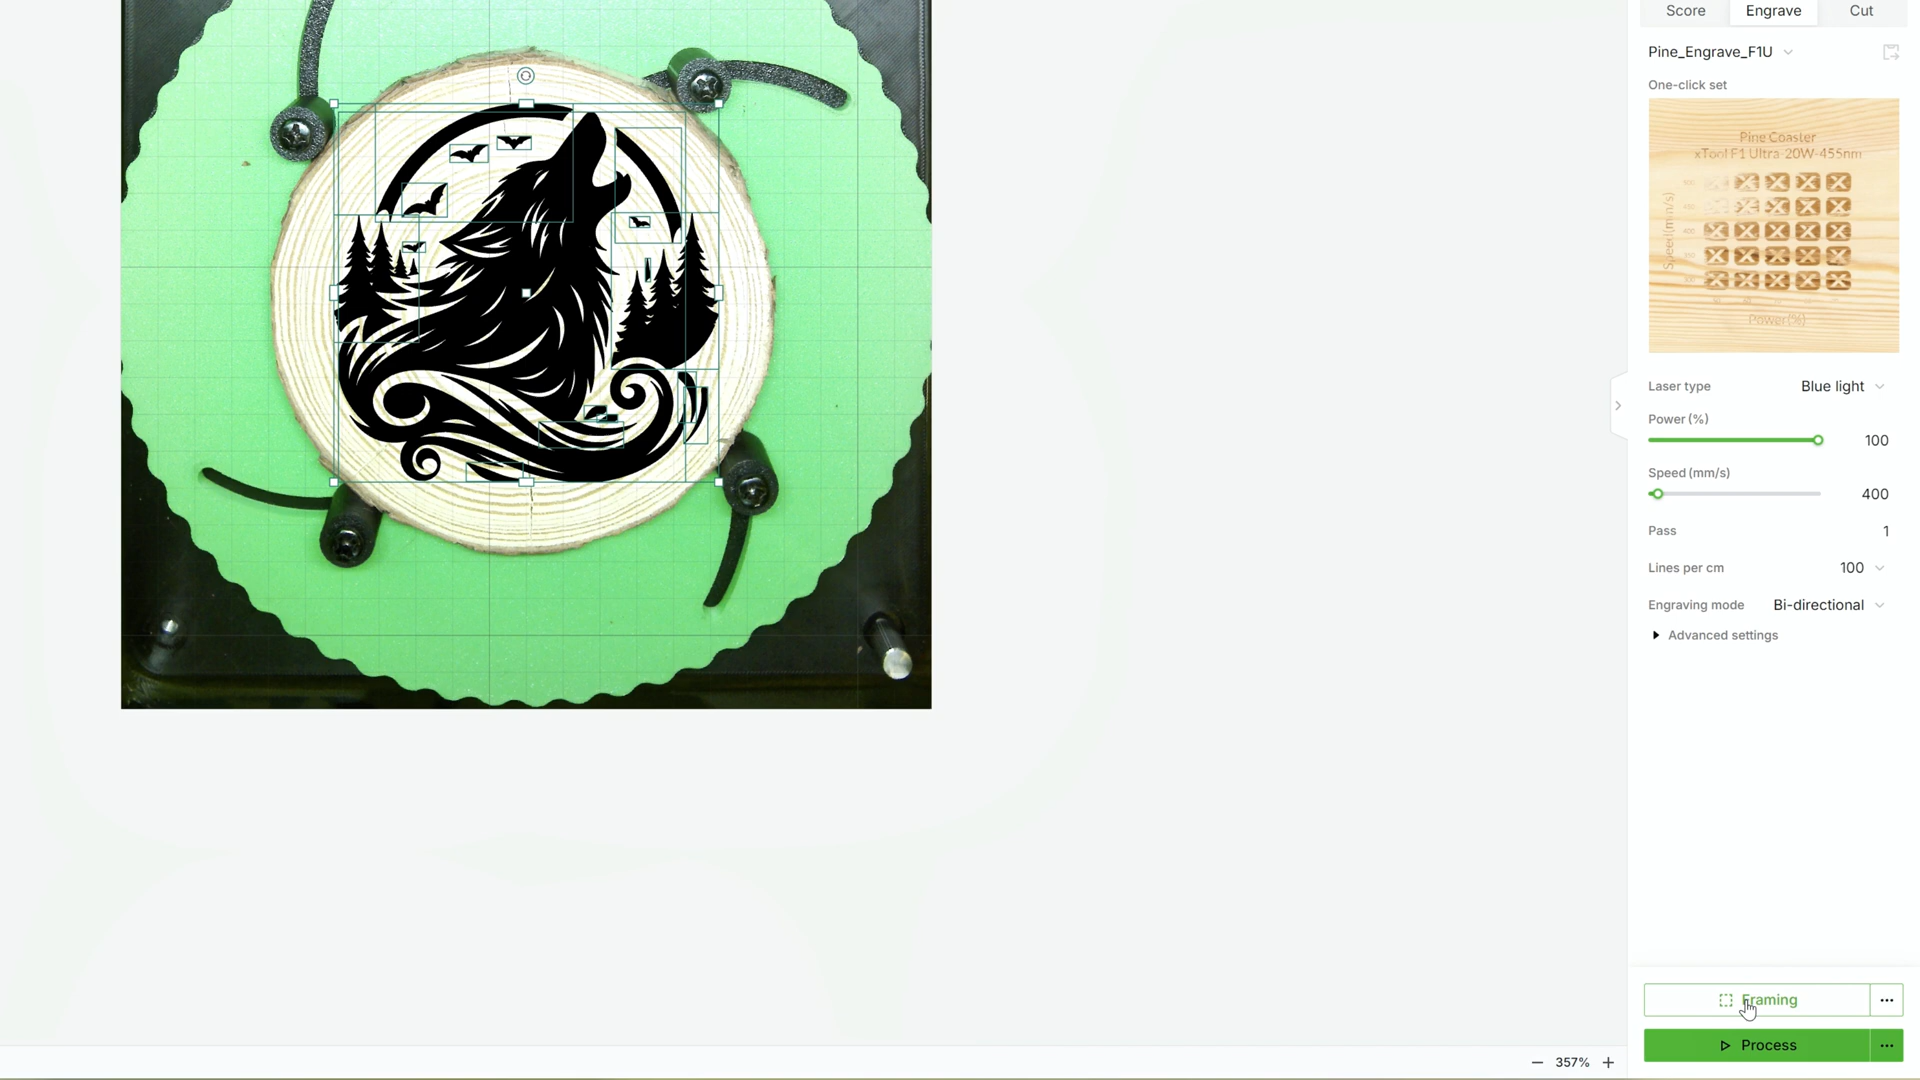 Score Engrave Cut
Pine_Engrave_F1U
One-click set
Pine Coaster
xTool F1 Ultra-20W-455nm
Speed(mm/s)
Power(%)
Laser type Blue light
Power (%)
100
Speed (mm/s)
400
Pass 1
Lines per cm 100
Engraving mode Bi-directional
Advanced settings
Framing
Process
357%